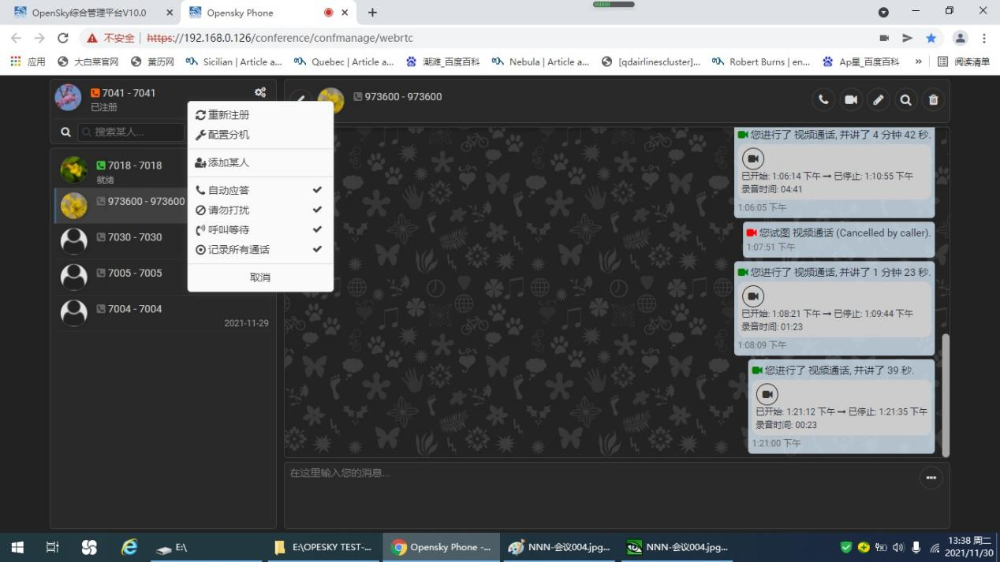 OpenSky综合管理平台V10.0
Opensky Phone
不安全
https://192.168.0.126/conference/confmanage/webrtc
应用
大白菜官网
黄历网
Sicilian | Article a...
Quebec | Article a...
潮滩_百度百科
Nebula | Article a...
[qdairlinescluster]...
Robert Burns | en...
Ap星_百度百科
»
阅读清单
7041 - 7041
已注册
搜索某人...
7018 - 7018
就绪
973600 - 973600
7030 - 7030
7005 - 7005
7004 - 7004
2021-11-29
重新注册
配置分机
添加某人
自动应答
请勿打扰
呼叫等待
记录所有通话
取消
973600 - 973600
您进行了 视频通话, 并讲了 4 分钟 42 秒.
已开始: 1:06:14 下午 ➞ 已停止: 1:10:55 下午
录音时间: 04:41
1:06:05 下午
您试图 视频通话 (Cancelled by caller).
1:07:51 下午
您进行了 视频通话, 并讲了 1 分钟 23 秒.
已开始: 1:08:21 下午 ➞ 已停止: 1:09:44 下午
录音时间: 01:23
1:08:09 下午
您进行了 视频通话, 并讲了 39 秒.
已开始: 1:21:12 下午 ➞ 已停止: 1:21:35 下午
录音时间: 00:23
1:21:00 下午
在这里输入您的消息...
E:\
E:\OPESKY TEST-...
Opensky Phone -...
NNN-会议004.jpg...
NNN-会议004.jpg...
13:38 周二
2021/11/30